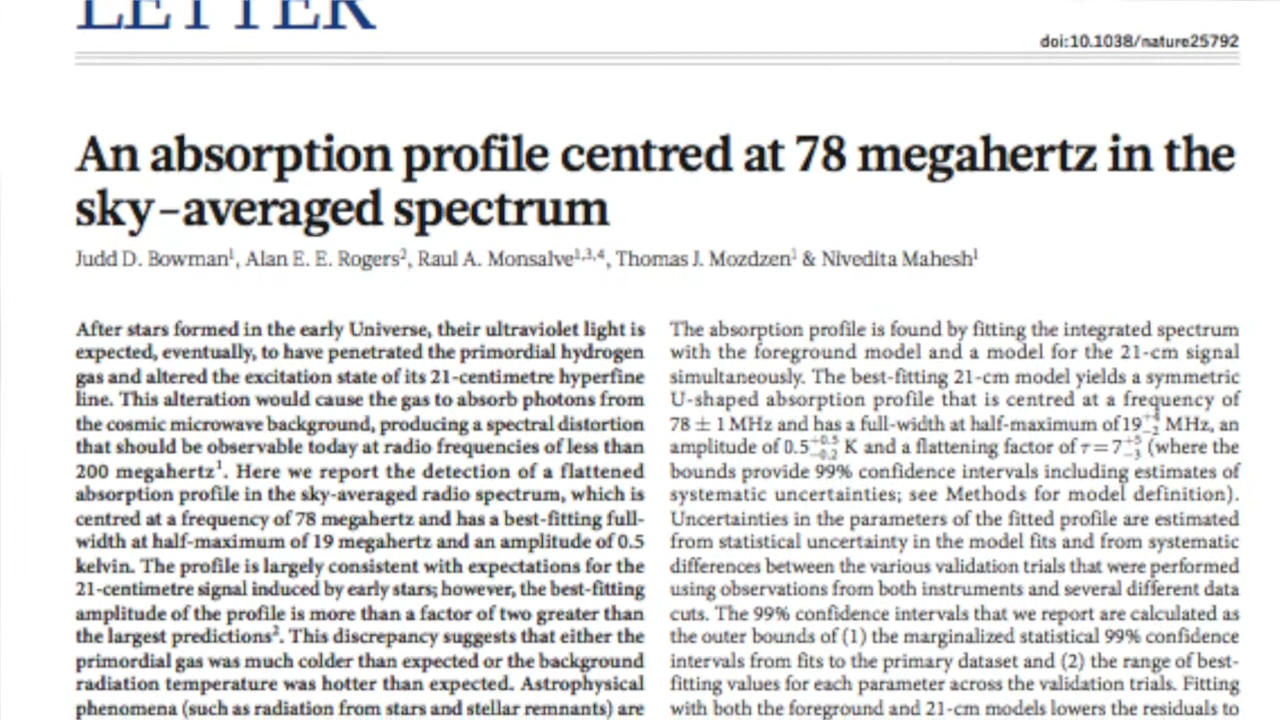 LETTER
doi:10.1038/nature25792
An absorption profile centred at 78 megahertz in the
sky-averaged spectrum
Judd D. Bowman¹, Alan E. E. Rogers², Raul A. Monsalve¹,³,⁴, Thomas J. Mozdzen¹ & Nivedita Mahesh¹
After stars formed in the early Universe, their ultraviolet light is
expected, eventually, to have penetrated the primordial hydrogen
gas and altered the excitation state of its 21-centimetre hyperfine
line. This alteration would cause the gas to absorb photons from
the cosmic microwave background, producing a spectral distortion
that should be observable today at radio frequencies of less than
200 megahertz¹. Here we report the detection of a flattened
absorption profile in the sky-averaged radio spectrum, which is
centred at a frequency of 78 megahertz and has a best-fitting full-
width at half-maximum of 19 megahertz and an amplitude of 0.5
kelvin. The profile is largely consistent with expectations for the
21-centimetre signal induced by early stars; however, the best-fitting
amplitude of the profile is more than a factor of two greater than
the largest predictions². This discrepancy suggests that either the
primordial gas was much colder than expected or the background
radiation temperature was hotter than expected. Astrophysical
phenomena (such as radiation from stars and stellar remnants) are
The absorption profile is found by fitting the integrated spectrum
with the foreground model and a model for the 21-cm signal
simultaneously. The best-fitting 21-cm model yields a symmetric
U-shaped absorption profile that is centred at a frequency of
78 ± 1 MHz and has a full-width at half-maximum of 19 +4 −2 MHz, an
amplitude of 0.5 +0.5 −0.2 K and a flattening factor of τ = 7 +5 −3 (where the
bounds provide 99% confidence intervals including estimates of
systematic uncertainties; see Methods for model definition).
Uncertainties in the parameters of the fitted profile are estimated
from statistical uncertainty in the model fits and from systematic
differences between the various validation trials that were performed
using observations from both instruments and several different data
cuts. The 99% confidence intervals that we report are calculated as
the outer bounds of (1) the marginalized statistical 99% confidence
intervals from fits to the primary dataset and (2) the range of best-
fitting values for each parameter across the validation trials. Fitting
with both the foreground and 21-cm models lowers the residuals to